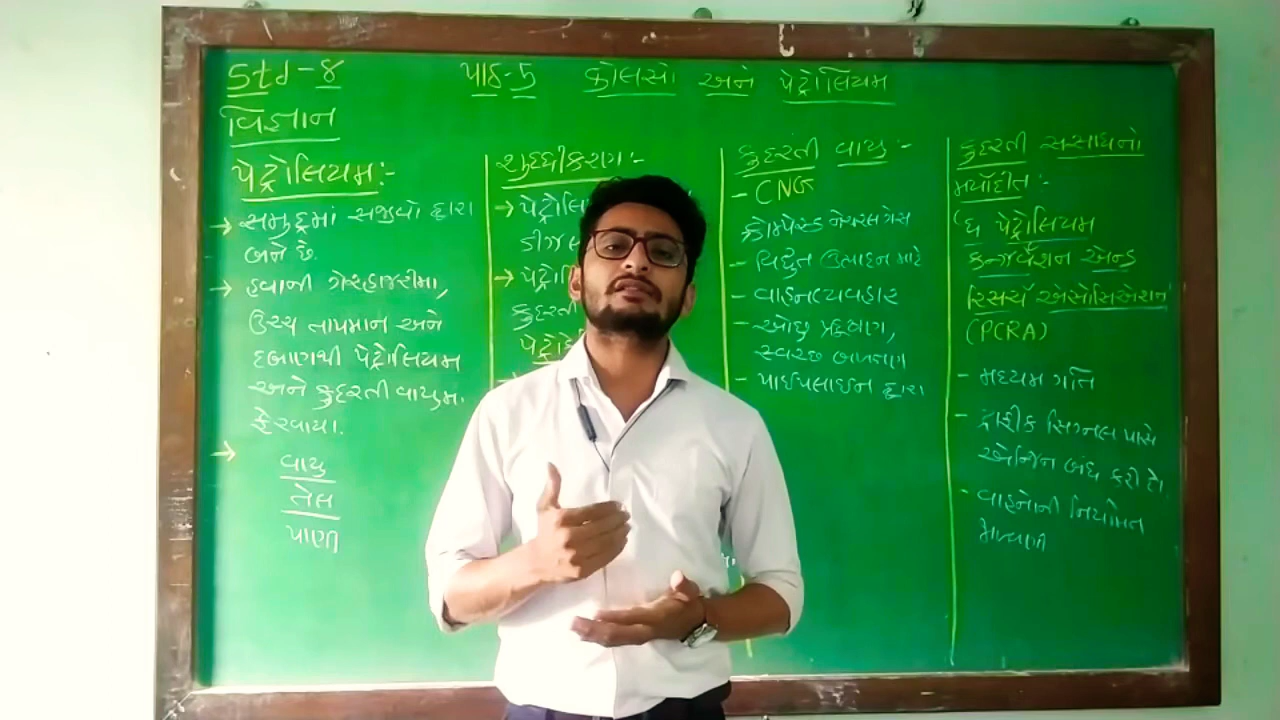 Std-8
પાઠ-5 કોલસો અને પેટ્રોલિયમ
વિજ્ઞાન
પેટ્રોલિયમ:-
→ સમુદ્રમાં સજીવો દ્વારા
બને છે.
→ હવાની ગેરહાજરીમાં,
ઉચ્ચ તાપમાન અને
દબાણથી પેટ્રોલિયમ
અને કુદરતી વાયુમાં
ફેરવાયા.
→
વાયુ
તેલ
પાણી
શુદ્ધીકરણ:-
→ પેટ્રોલિ
ડીઝલ
→ પેટ્રો
કુદરતી
પેટ્રો
કુદરતી વાયુ:-
- CNG
કોમ્પ્રેસ્ડ નેચરલ ગેસ
- વિદ્યુત ઉત્પાદન માટે
- વાહનવ્યવહાર
- ઓછુ પ્રદૂષણ,
સ્વચ્છ બળતણ
- પાઈપલાઈન દ્વારા
કુદરતી સંસાધનો
મર્યાદીત:-
ધ પેટ્રોલિયમ
કન્ઝર્વેશન એન્ડ
રિસર્ચ અસોસિએશન
(PCRA)
- મધ્યમ ગતિ
- ટ્રાફીક સિગ્નલ પાસે
એન્જિન બંધ કરી દો.
- વાહનોની નિયમિત